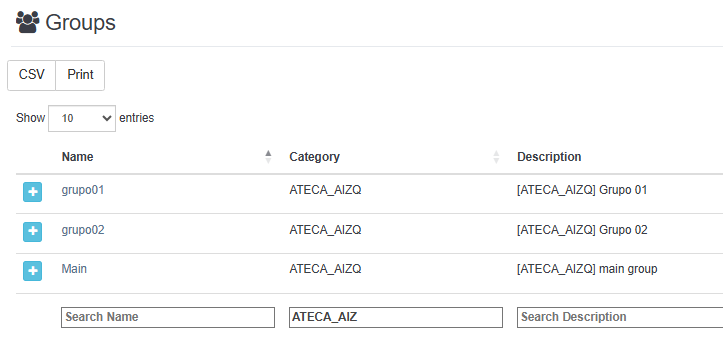 Groups
CSV Print
Show 10 entries
Name Category Description
grupo01 ATECA_AIZQ [ATECA_AIZQ] Grupo 01
grupo02 ATECA_AIZQ [ATECA_AIZQ] Grupo 02
Main ATECA_AIZQ [ATECA_AIZQ] main group
Search Name ATECA_AIZ Search Description